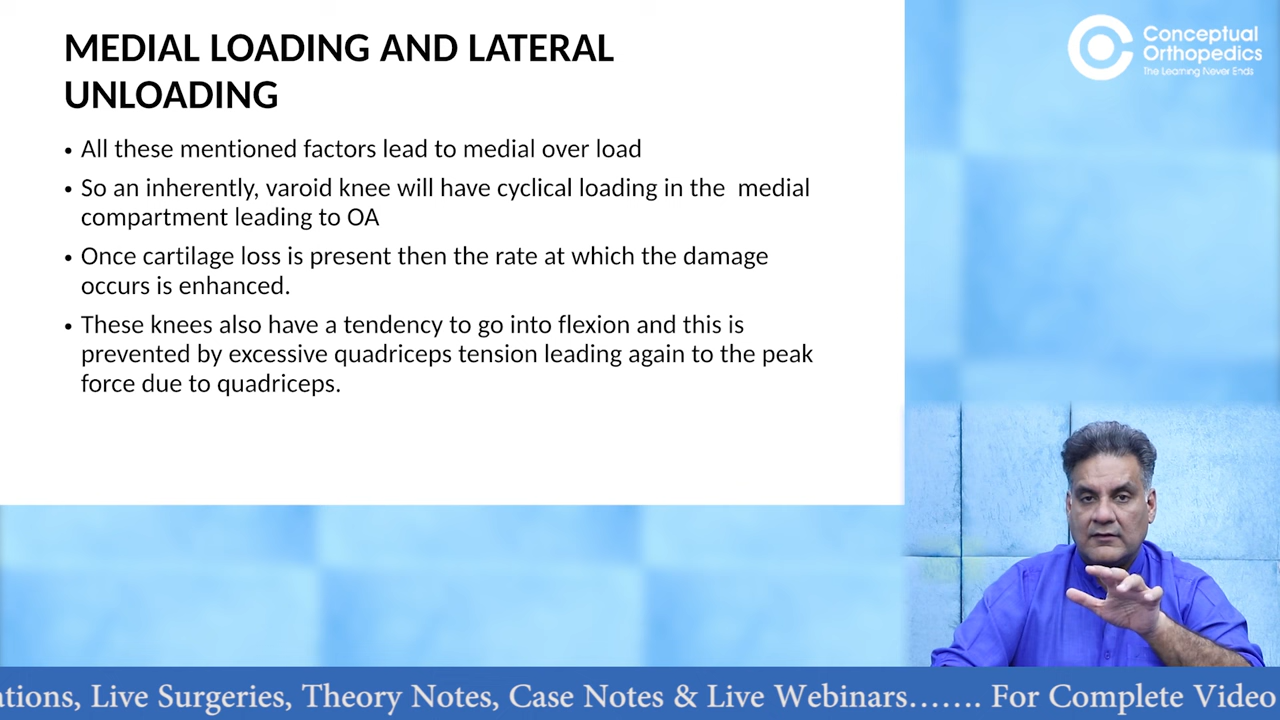 MEDIAL LOADING AND LATERAL
UNLOADING
• All these mentioned factors lead to medial over load
• So an inherently, varoid knee will have cyclical loading in the  medial
compartment leading to OA
• Once cartilage loss is present then the rate at which the damage
occurs is enhanced.
• These knees also have a tendency to go into flexion and this is
prevented by excessive quadriceps tension leading again to the peak
force due to quadriceps.
Conceptual
Orthopedics
The Learning Never Ends
ations, Live Surgeries, Theory Notes, Case Notes & Live Webinars....... For Complete Video